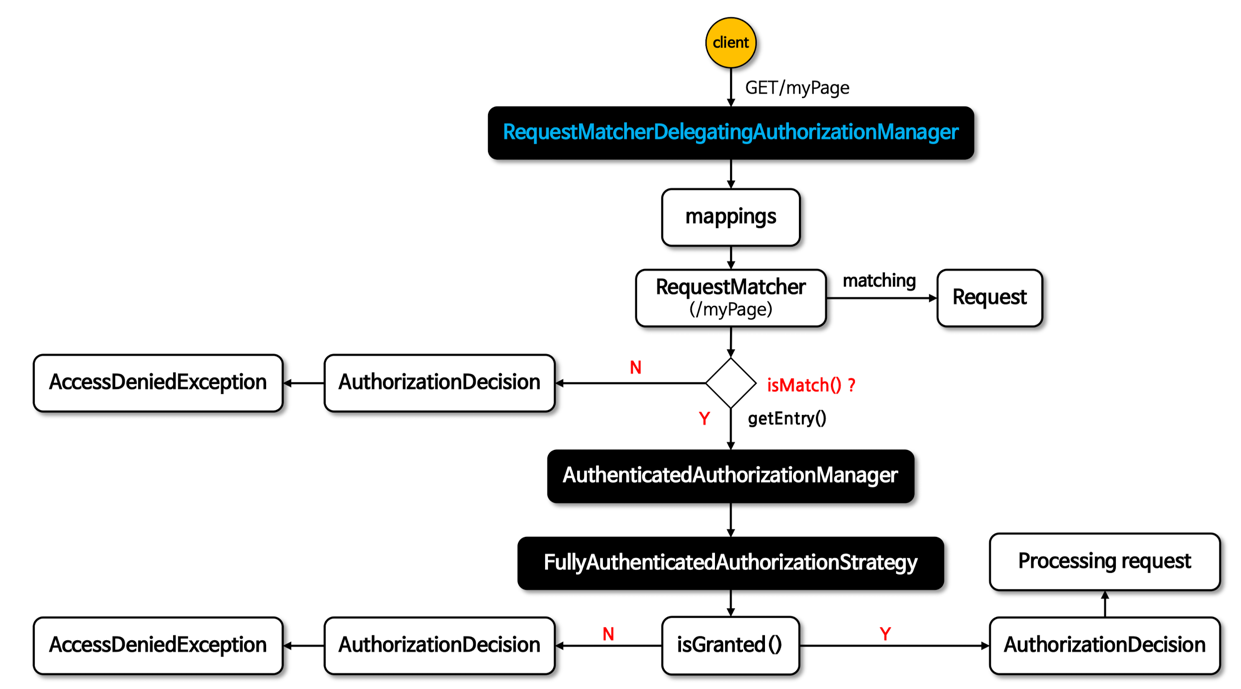 client
GET/myPage
RequestMatcherDelegatingAuthorizationManager
mappings
RequestMatcher
(/myPage)
matching
Request
AccessDeniedException
AuthorizationDecision
N
isMatch() ?
Y
getEntry()
AuthenticatedAuthorizationManager
FullyAuthenticatedAuthorizationStrategy
Processing request
AccessDeniedException
AuthorizationDecision
N
isGranted()
Y
AuthorizationDecision